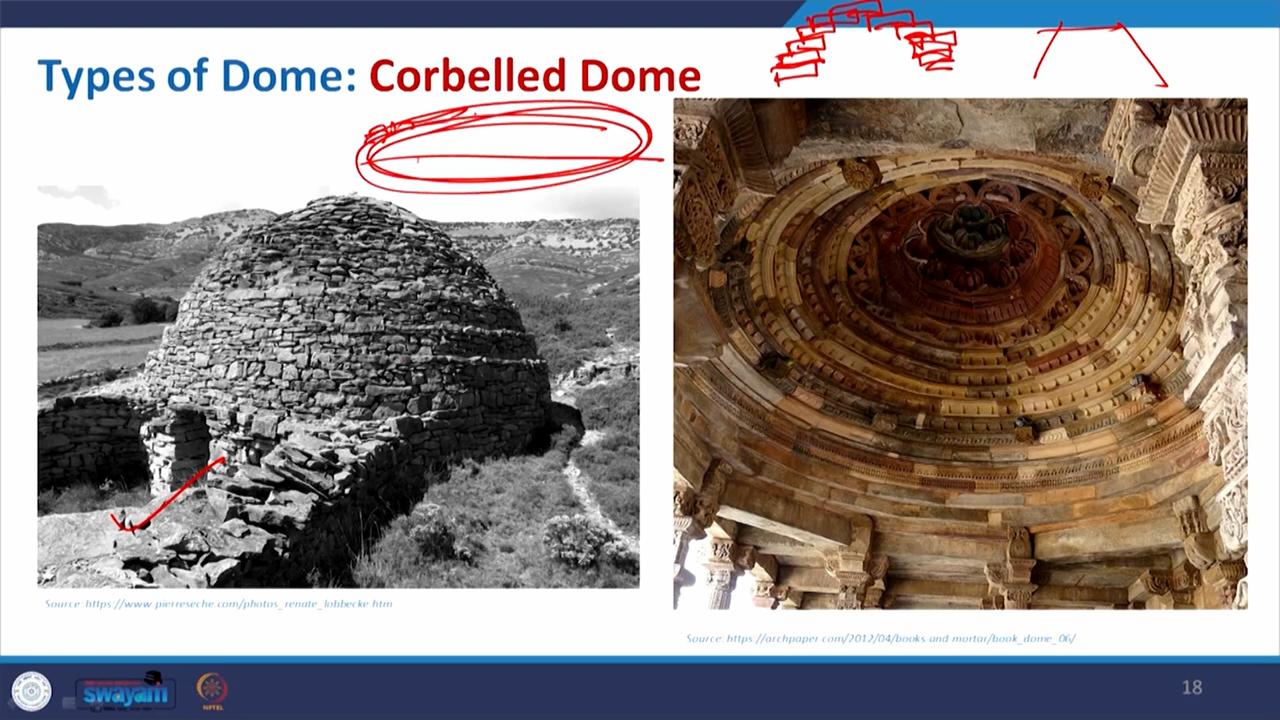 Types of Dome: Corbelled Dome
Source: https://www.pierreseche.com/photos_renate_lobbecke.htm
Source: https://archpaper.com/2012/04/books-and-mortar/book_dome_06/
swayam
NPTEL
18